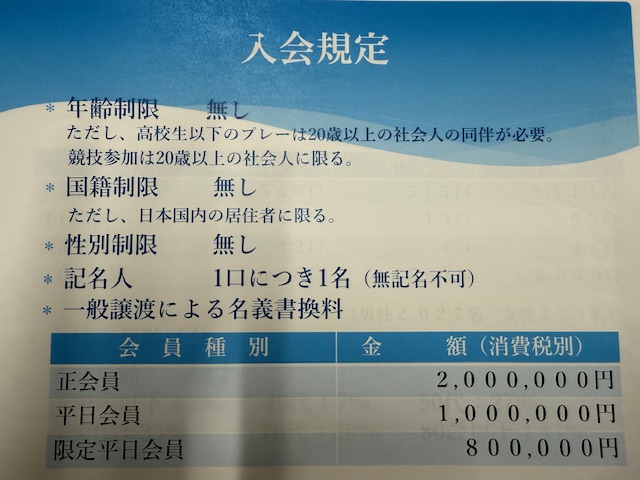 入会規定
* 年齢制限 無し
ただし、高校生以下のプレーは20歳以上の社会人の同伴が必要。
競技参加は20歳以上の社会人に限る。
* 国籍制限 無し
ただし、日本国内の居住者に限る。
* 性別制限 無し
* 記名人 1口につき1名（無記名不可）
* 一般譲渡による名義書換料
会員種別 金額（消費税別）
正会員 2,000,000円
平日会員 1,000,000円
限定平日会員 800,000円